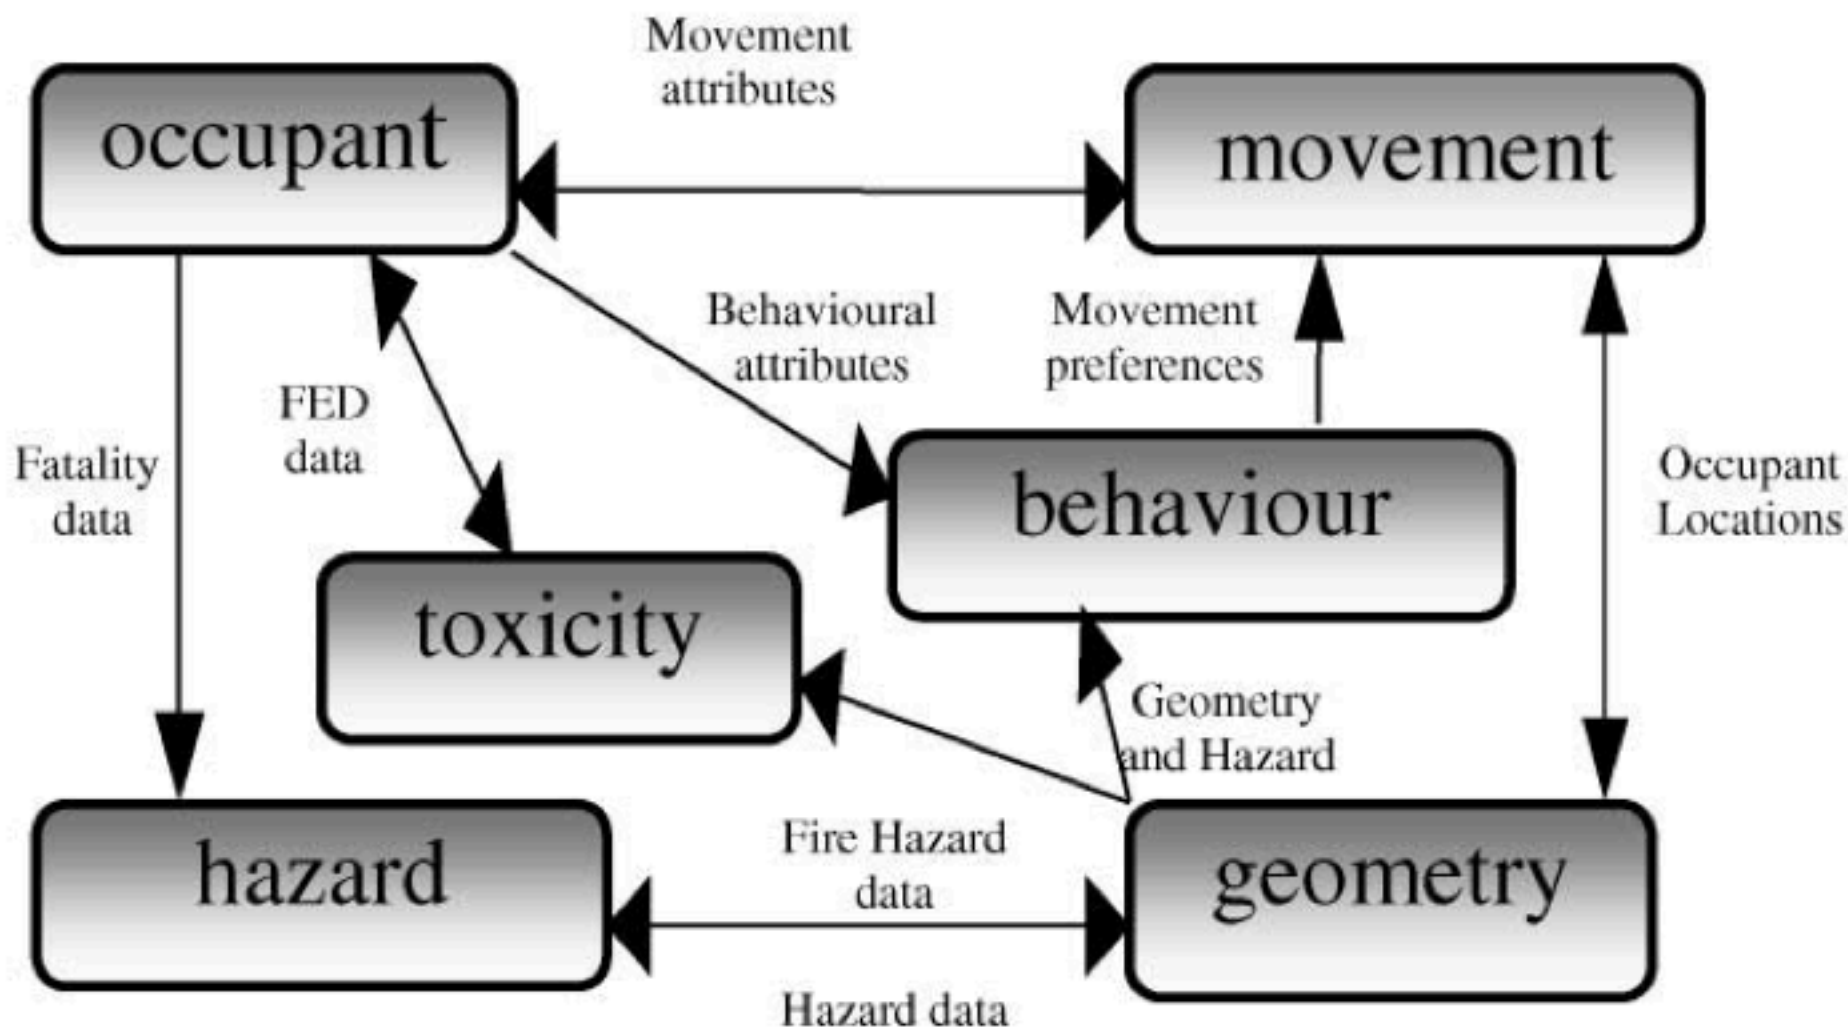 Movement
attributes
occupant
movement
Behavioural
attributes
Movement
preferences
FED
data
Fatality
data
Occupant
Locations
behaviour
toxicity
Geometry
and Hazard
Fire Hazard
data
hazard
geometry
Hazard data